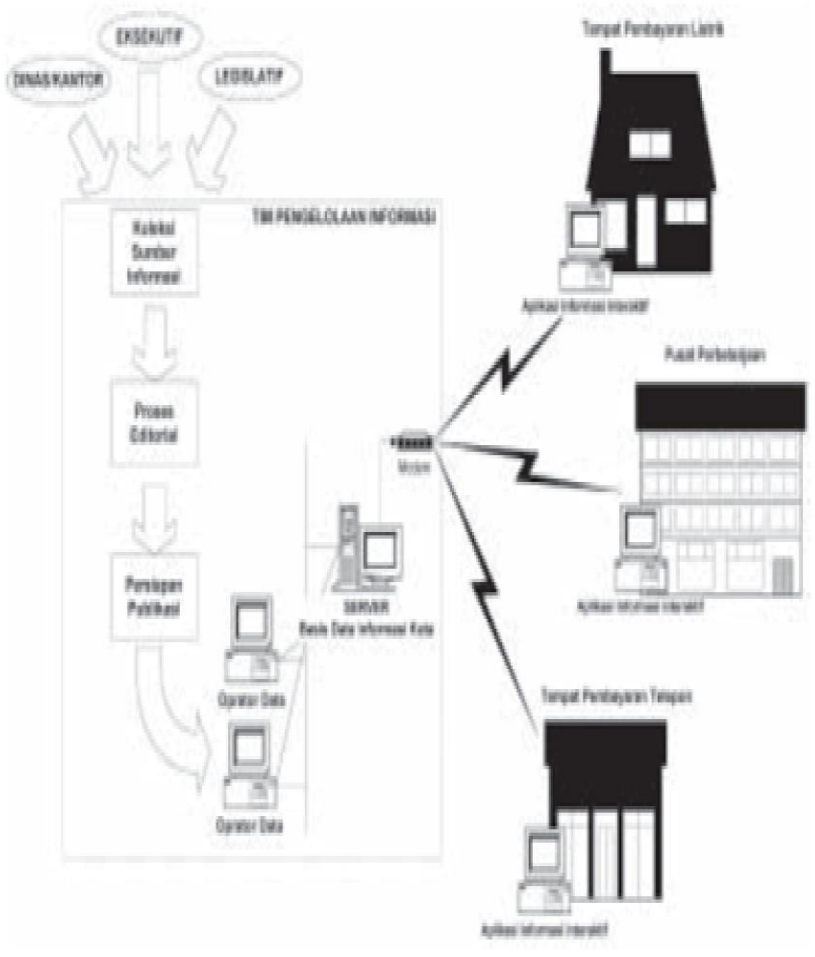 EKSEKUTIF
DINAS KANTOR
LEGISLATIF
TIM PENGELOLAAN INFORMASI
Koleksi
Sumber
Informasi
Proses
Editorial
Persiapan
Publikasi
SERVER
Basis Data Informasi Kota
Oprator Data
Oprator Data
Modem
Tempat Pembayaran Listrik
Aplikasi Informasi Interaktif
Pusat Perbelanjaan
Aplikasi Informasi Interaktif
Tempat Pembayaran Telepon
Aplikasi Informasi Interaktif